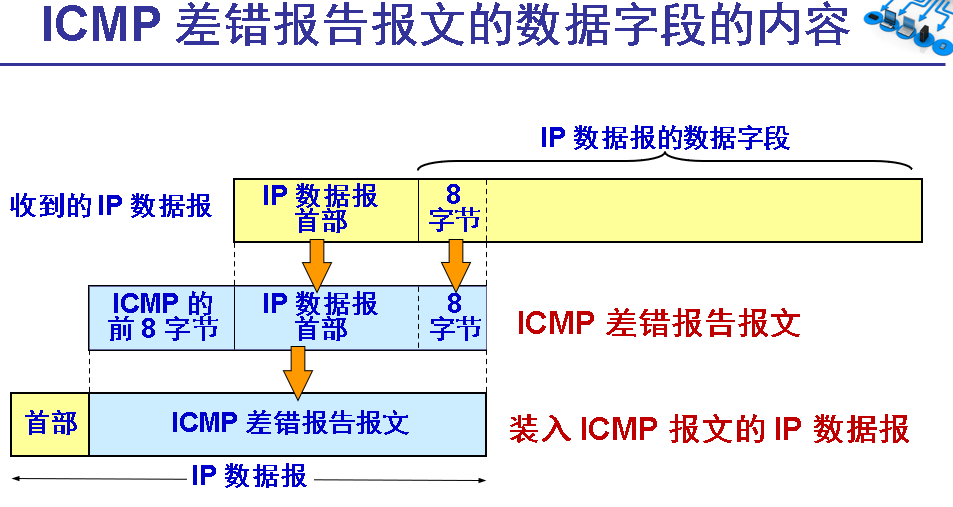 ICMP 差错报告报文的数据字段的内容
IP 数据报的数据字段
收到的 IP 数据报
IP 数据报
首部
8
字节
ICMP 的
前 8 字节
IP 数据报
首部
8
字节
ICMP 差错报告报文
首部
ICMP 差错报告报文
装入 ICMP 报文的 IP 数据报
IP 数据报